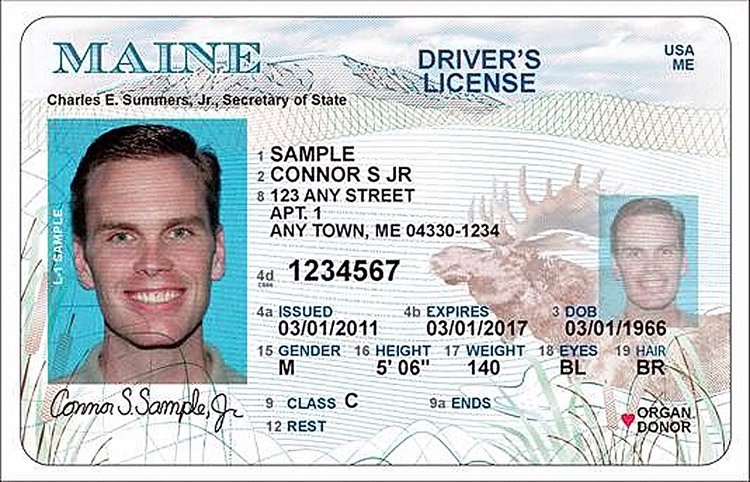 MAINE
DRIVER'S
LICENSE
USA
ME
Charles E. Summers, Jr., Secretary of State
L-1 SAMPLE
1 SAMPLE
2 CONNOR S JR
8 123 ANY STREET
APT. 1
ANY TOWN, ME 04330-1234
4d 1234567
4a ISSUED 4b EXPIRES 3 DOB
03/01/2011 03/01/2017 03/01/1966
15 GENDER 16 HEIGHT 17 WEIGHT 18 EYES 19 HAIR
M 5' 06" 140 BL BR
9 CLASS C 9a ENDS
12 REST
ORGAN
DONOR
Connor S. Sample, Jr